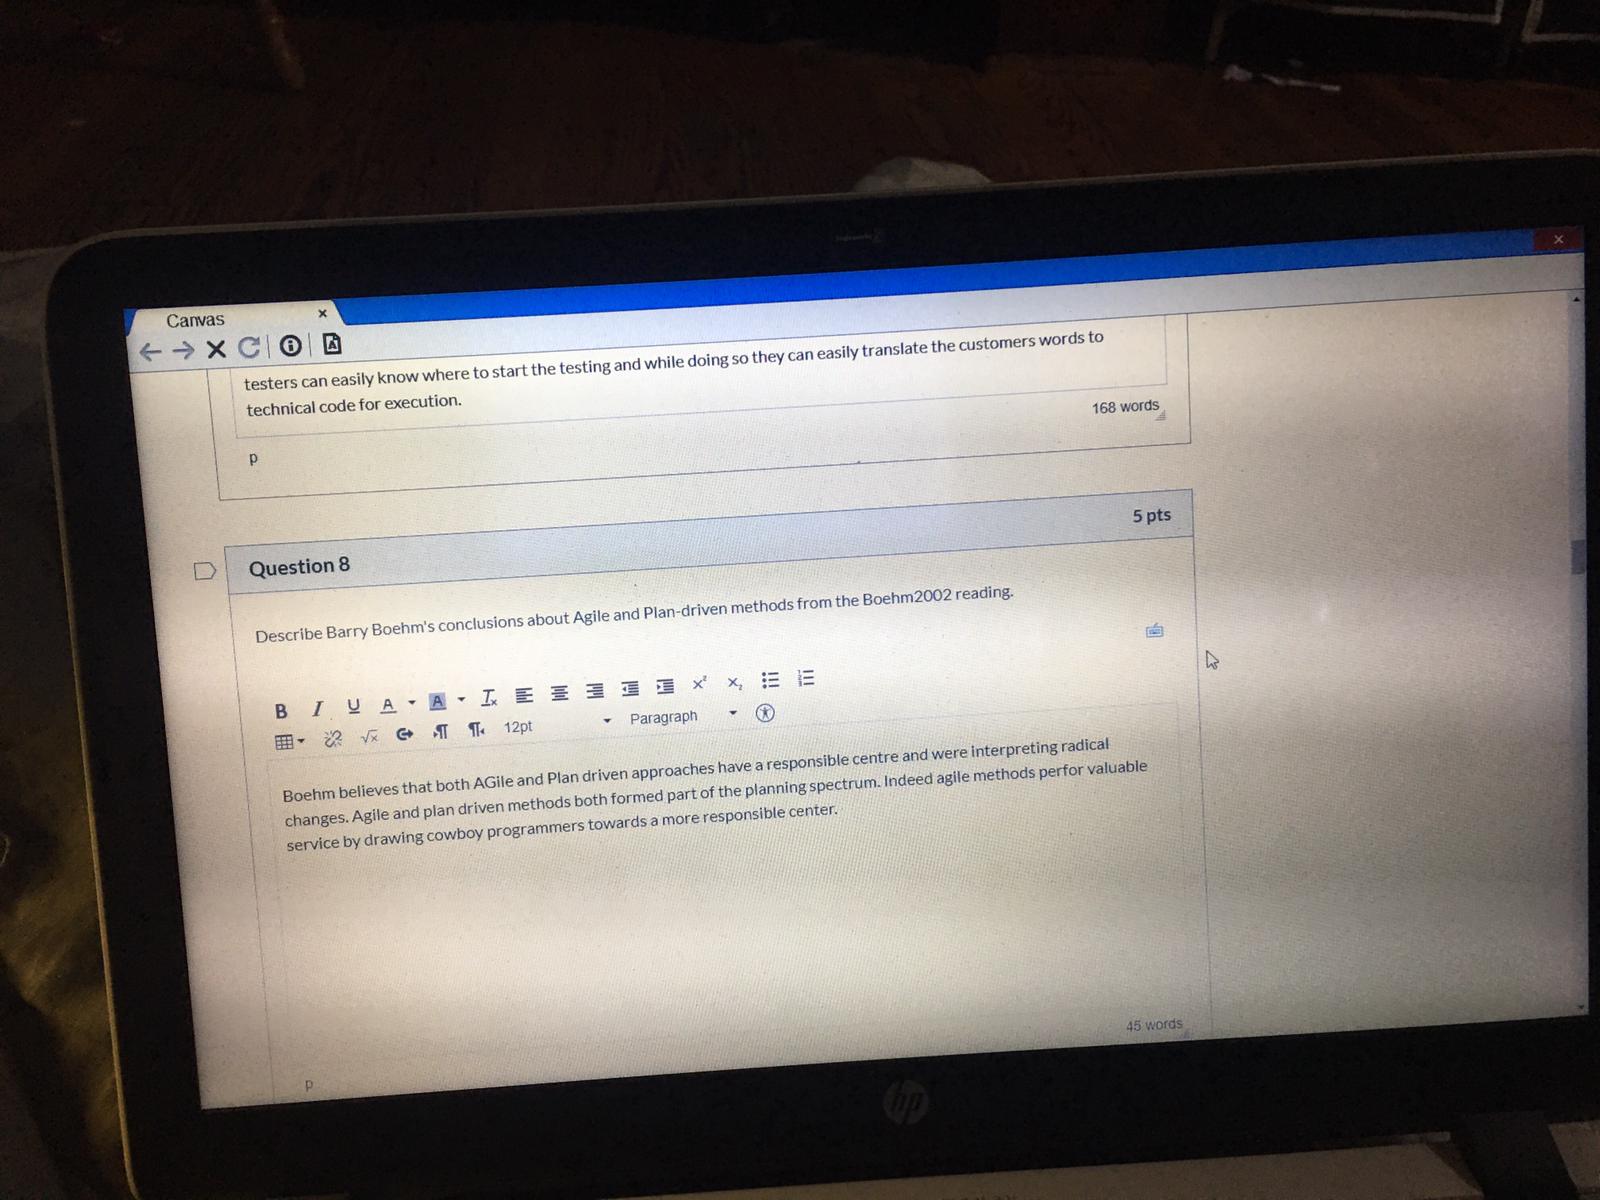 Canvas
testers can easily know where to start the testing and while doing so they can easily translate the customers words to
technical code for execution.
168 words
p
Question 8
5 pts
Describe Barry Boehm's conclusions about Agile and Plan-driven methods from the Boehm2002 reading.
B I U A A Tx x² x₂
√x 12pt Paragraph
Boehm believes that both AGile and Plan driven approaches have a responsible centre and were interpreting radical
changes. Agile and plan driven methods both formed part of the planning spectrum. Indeed agile methods perfor valuable
service by drawing cowboy programmers towards a more responsible center.
45 words
p
hp